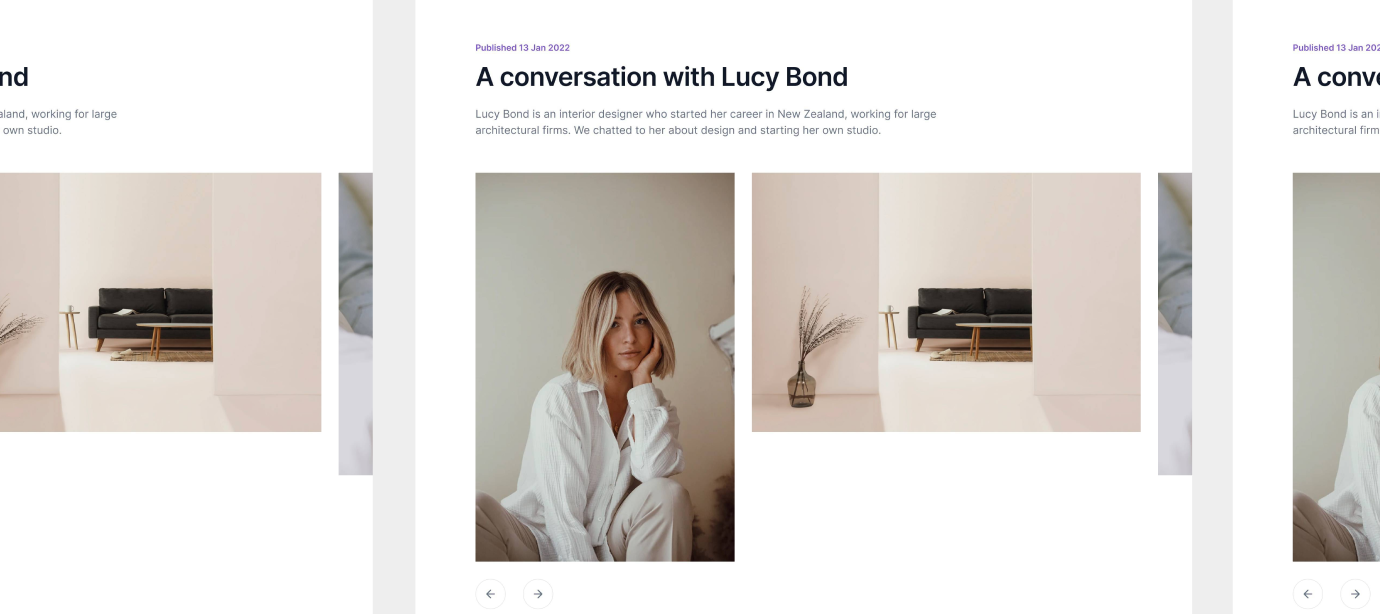 nd
aland, working for large
own studio.
Published 13 Jan 2022
A conversation with Lucy Bond
Lucy Bond is an interior designer who started her career in New Zealand, working for large
architectural firms. We chatted to her about design and starting her own studio.
Published 13 Jan 202
A conve
Lucy Bond is an i
architectural firm